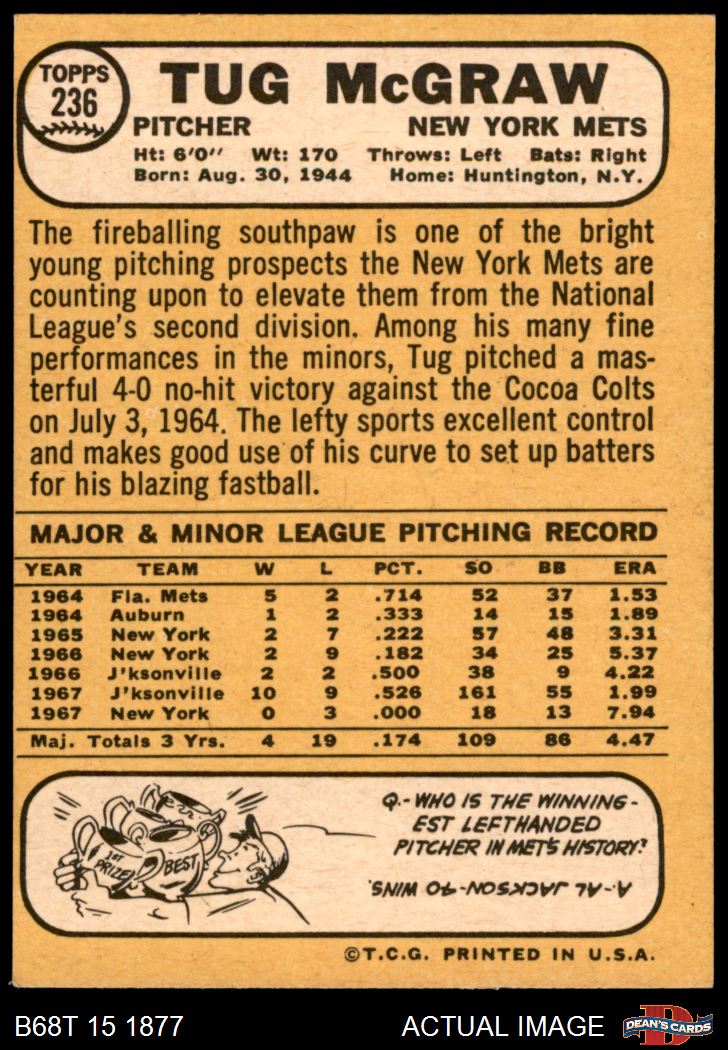 TOPPS
236
TUG McGRAW
PITCHER NEW YORK METS
Ht: 6'0" Wt: 170 Throws: Left Bats: Right
Born: Aug. 30, 1944 Home: Huntington, N.Y.
The fireballing southpaw is one of the bright
young pitching prospects the New York Mets are
counting upon to elevate them from the National
League's second division. Among his many fine
performances in the minors, Tug pitched a mas-
terful 4-0 no-hit victory against the Cocoa Colts
on July 3, 1964. The lefty sports excellent control
and makes good use of his curve to set up batters
for his blazing fastball.
MAJOR & MINOR LEAGUE PITCHING RECORD
YEAR TEAM W L PCT. SO BB ERA
1964 Fla. Mets 5 2 .714 52 37 1.53
1964 Auburn 1 2 .333 14 15 1.89
1965 New York 2 7 .222 57 48 3.31
1966 New York 2 9 .182 34 25 5.37
1966 J'ksonville 2 2 .500 38 9 4.22
1967 J'ksonville 10 9 .526 161 55 1.99
1967 New York 0 3 .000 18 13 7.94
Maj. Totals 3 Yrs. 4 19 .174 109 86 4.47
1ST PRIZE
BEST
Q.-WHO IS THE WINNING-
EST LEFTHANDED
PITCHER IN MET'S HISTORY?
A.-AL JACKSON-40 WINS.
©T.C.G. PRINTED IN U.S.A.
B68T 15 1877 ACTUAL IMAGE
D
DEAN'S CARDS